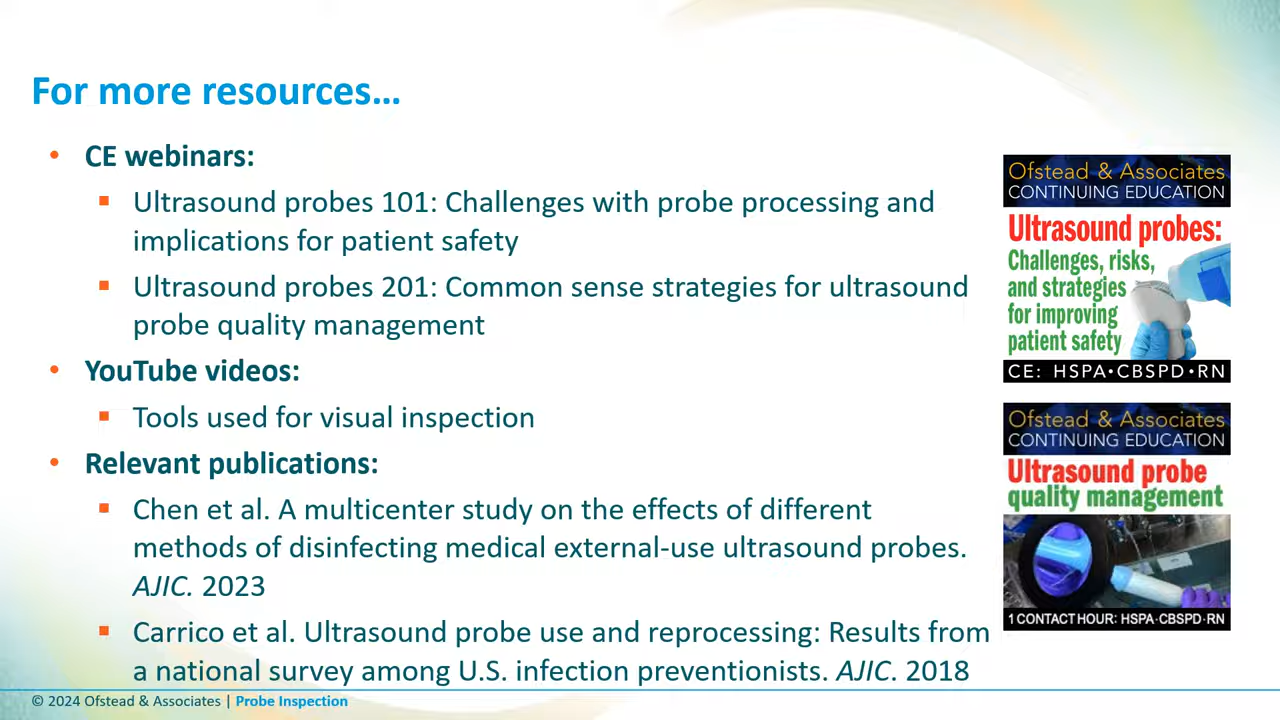 For more resources…
• CE webinars:
▪ Ultrasound probes 101: Challenges with probe processing and
implications for patient safety
▪ Ultrasound probes 201: Common sense strategies for ultrasound
probe quality management
• YouTube videos:
▪ Tools used for visual inspection
• Relevant publications:
▪ Chen et al. A multicenter study on the effects of different
methods of disinfecting medical external-use ultrasound probes.
AJIC. 2023
▪ Carrico et al. Ultrasound probe use and reprocessing: Results from
a national survey among U.S. infection preventionists. AJIC. 2018
Ofstead & Associates
CONTINUING EDUCATION
Ultrasound probes:
Challenges, risks,
and strategies
for improving
patient safety
CE: HSPA•CBSPD•RN
Ofstead & Associates
CONTINUING EDUCATION
Ultrasound probe
quality management
1 CONTACT HOUR: HSPA·CBSPD·RN
© 2024 Ofstead & Associates | Probe Inspection